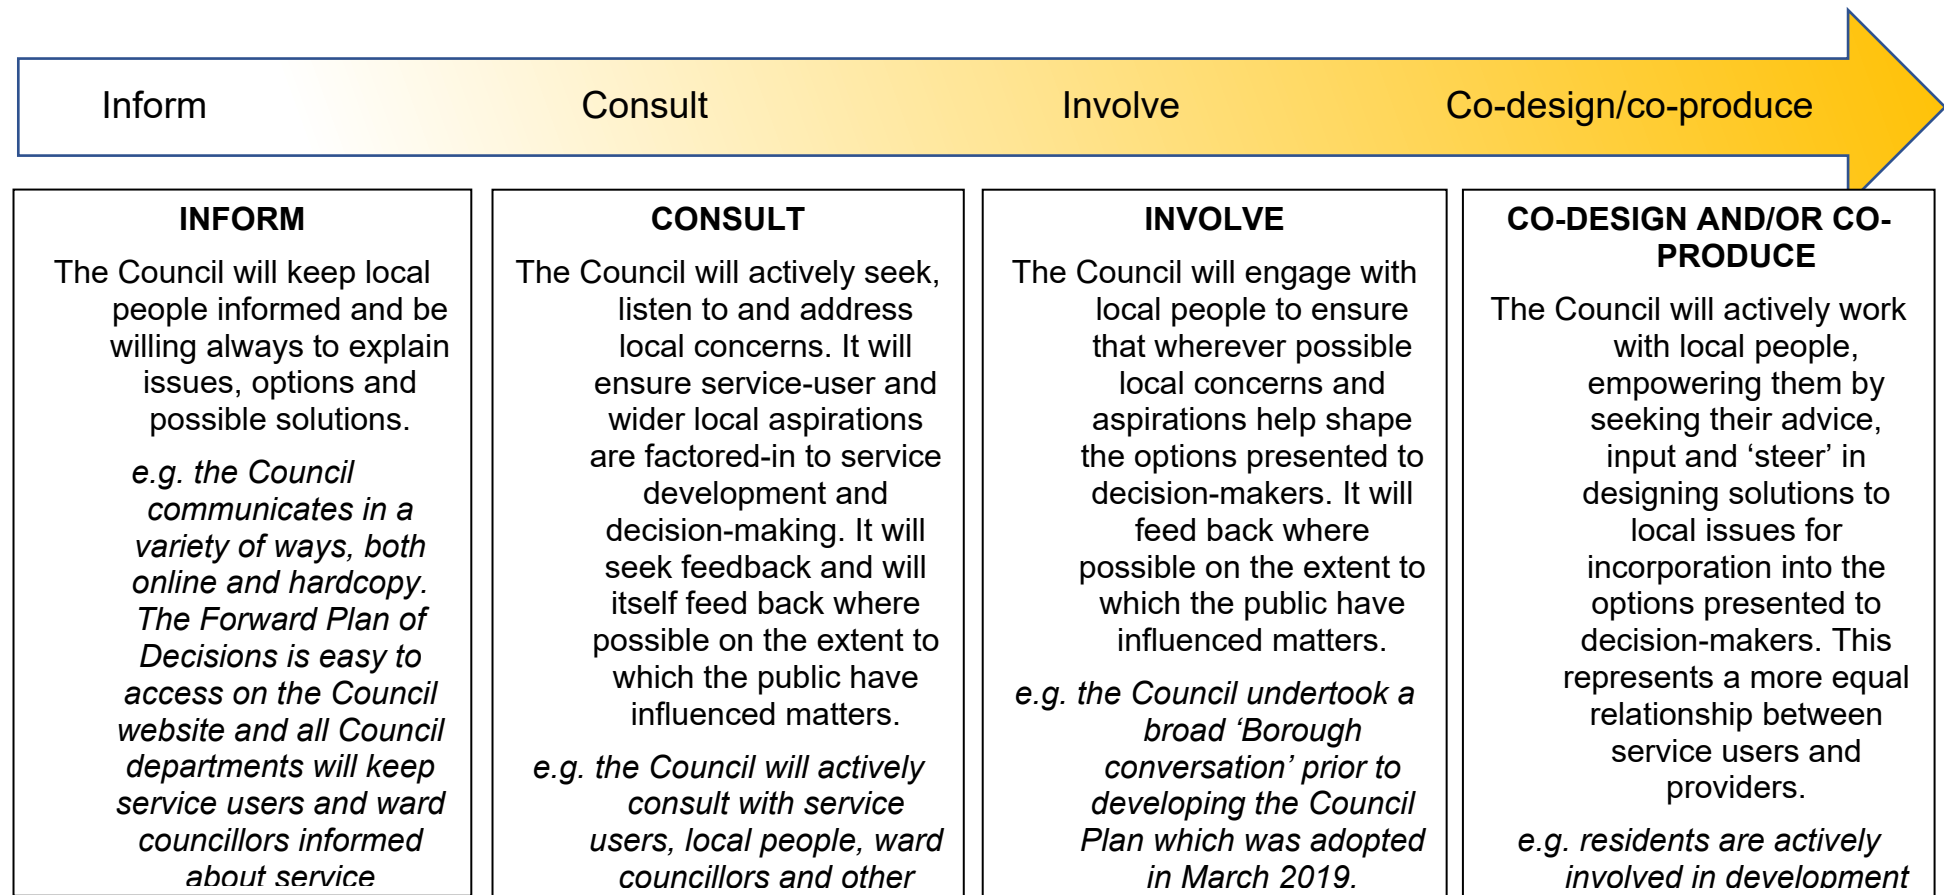 Inform Consult Involve Co-design/co-produce
INFORM
The Council will keep local
people informed and be
willing always to explain
issues, options and
possible solutions.
e.g. the Council
communicates in a
variety of ways, both
online and hardcopy.
The Forward Plan of
Decisions is easy to
access on the Council
website and all Council
departments will keep
service users and ward
councillors informed
about service
CONSULT
The Council will actively seek,
listen to and address
local concerns. It will
ensure service-user and
wider local aspirations
are factored-in to service
development and
decision-making. It will
seek feedback and will
itself feed back where
possible on the extent to
which the public have
influenced matters.
e.g. the Council will actively
consult with service
users, local people, ward
councillors and other
INVOLVE
The Council will engage with
local people to ensure
that wherever possible
local concerns and
aspirations help shape
the options presented to
decision-makers. It will
feed back where
possible on the extent to
which the public have
influenced matters.
e.g. the Council undertook a
broad ‘Borough
conversation’ prior to
developing the Council
Plan which was adopted
in March 2019.
CO-DESIGN AND/OR CO-
PRODUCE
The Council will actively work
with local people,
empowering them by
seeking their advice,
input and ‘steer’ in
designing solutions to
local issues for
incorporation into the
options presented to
decision-makers. This
represents a more equal
relationship between
service users and
providers.
e.g. residents are actively
involved in development